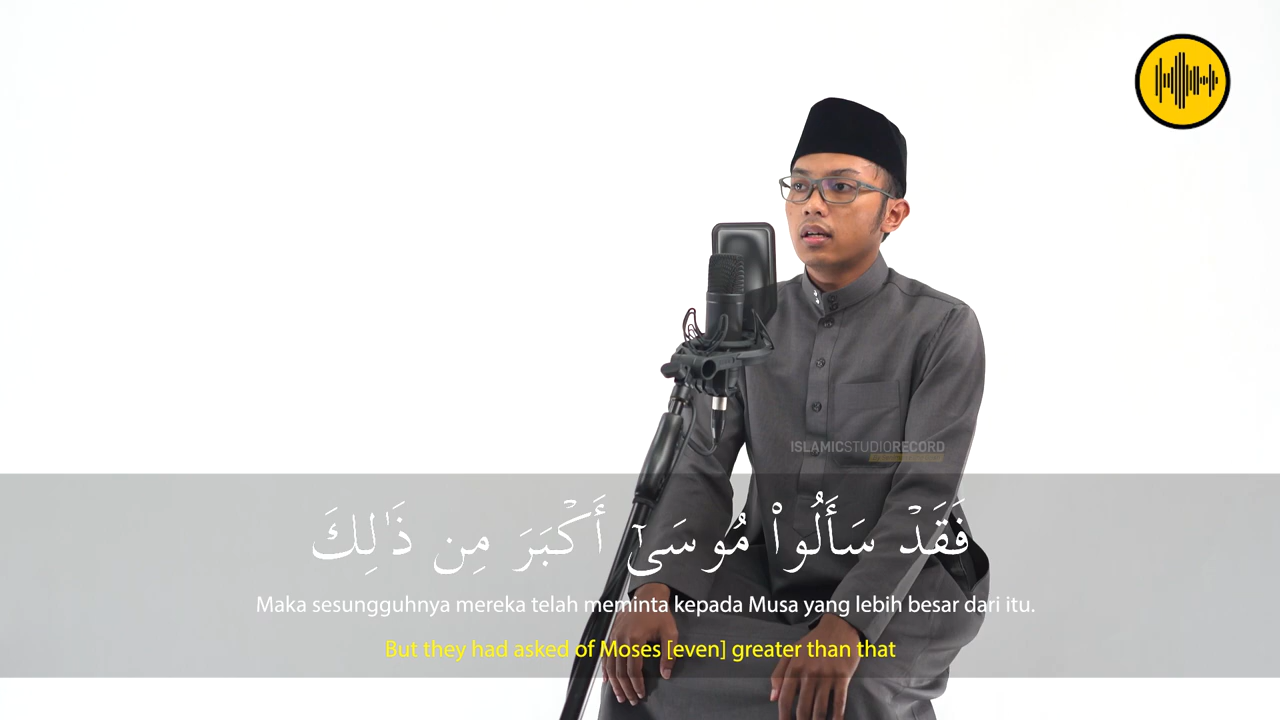 ISLAMICSTUDIORECORD
فَقَدْ سَأَلُوا۟ مُوسَىٰٓ أَكْبَرَ مِن ذَٰلِكَ
Maka sesungguhnya mereka telah meminta kepada Musa yang lebih besar dari itu.
But they had asked of Moses [even] greater than that